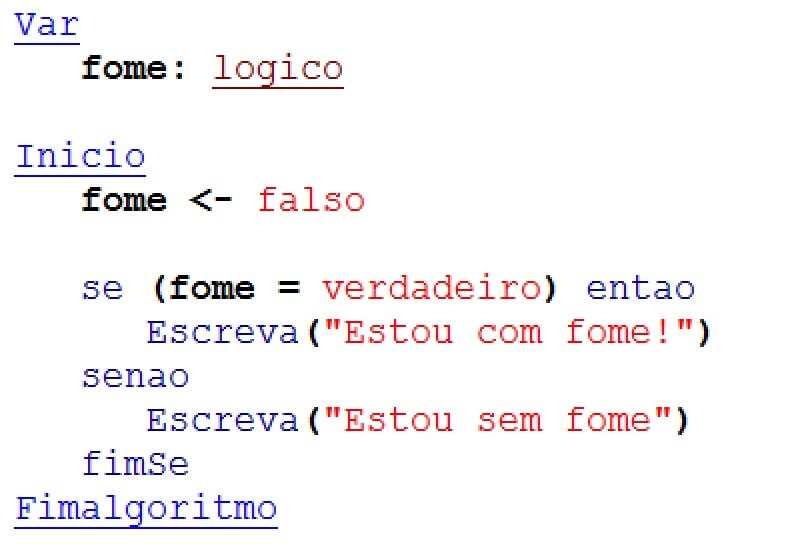 Var
fome: logico
Inicio
fome <- falso
se (fome = verdadeiro) entao
Escreva("Estou com fome!")
senao
Escreva("Estou sem fome")
fimSe
Fimalgoritmo